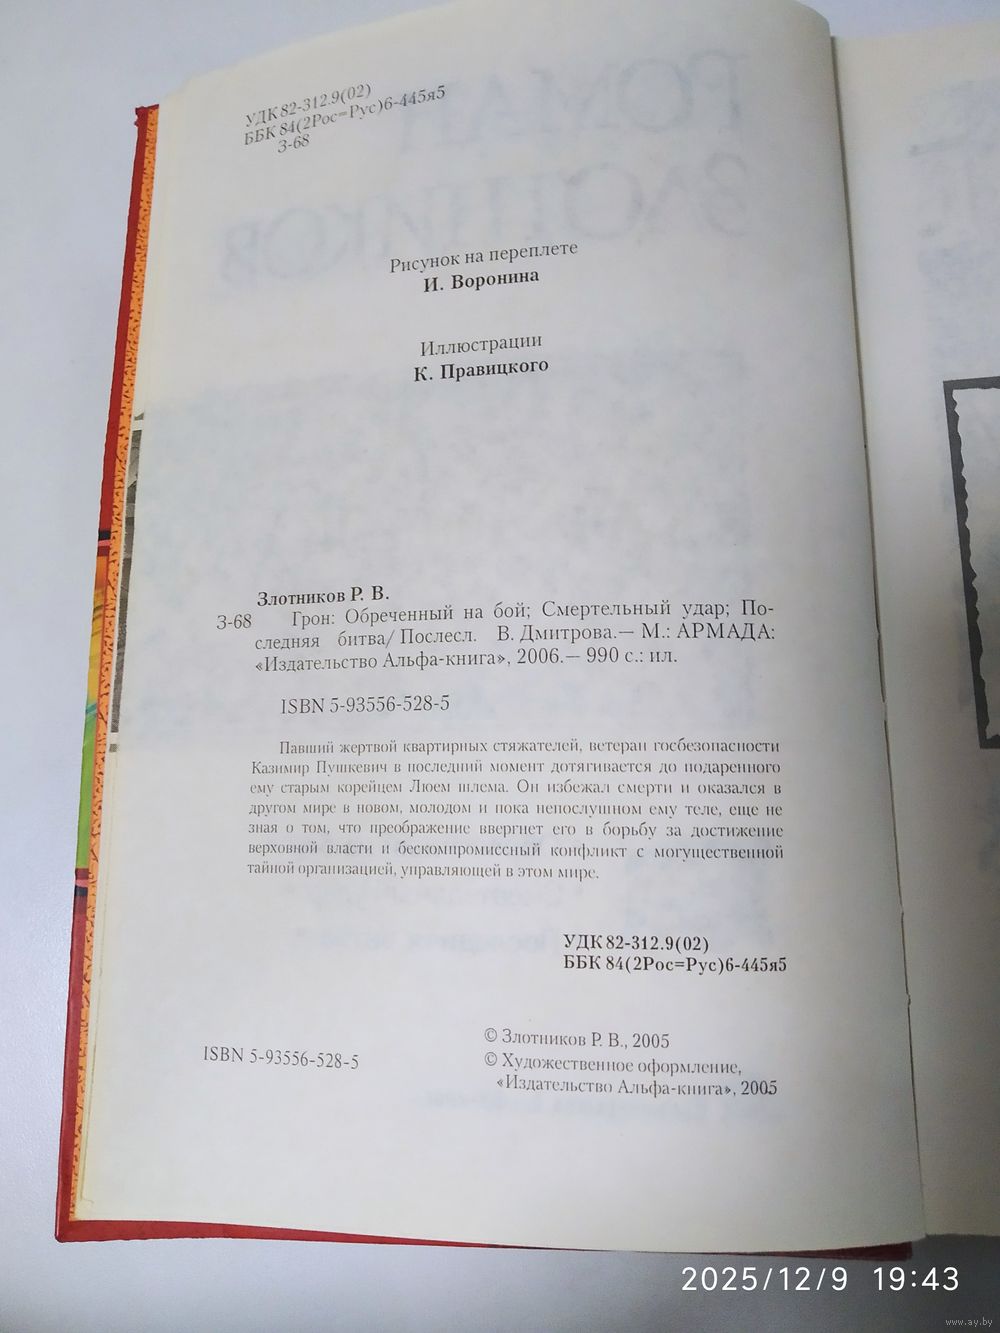 УДК 82-312.9(02)
ББК 84(2Рос=Рус)6-445я5
З-68
РОМАН
ЗЛОТНИКОВ
Рисунок на переплете
И. Воронина
Иллюстрации
К. Правицкого
Злотников Р. В.
З-68 Грон: Обреченный на бой; Смертельный удар; По-
следняя битва/ Послесл. В. Дмитрова.— М.: АРМАДА:
«Издательство Альфа-книга», 2006.— 990 с.: ил.
ISBN 5-93556-528-5
Павший жертвой квартирных стяжателей, ветеран госбезопасности
Казимир Пушкевич в последний момент дотягивается до подаренного
ему старым корейцем Люем шлема. Он избежал смерти и оказался в
другом мире в новом, молодом и пока непослушном ему теле, еще не
зная о том, что преображение ввергнет его в борьбу за достижение
верховной власти и бескомпромиссный конфликт с могущественной
тайной организацией, управляющей в этом мире.
УДК 82-312.9(02)
ББК 84(2Рос=Рус)6-445я5
© Злотников Р. В., 2005
© Художественное оформление,
«Издательство Альфа-книга», 2005
ISBN 5-93556-528-5
2025/12/9 19:43
www.ay.by